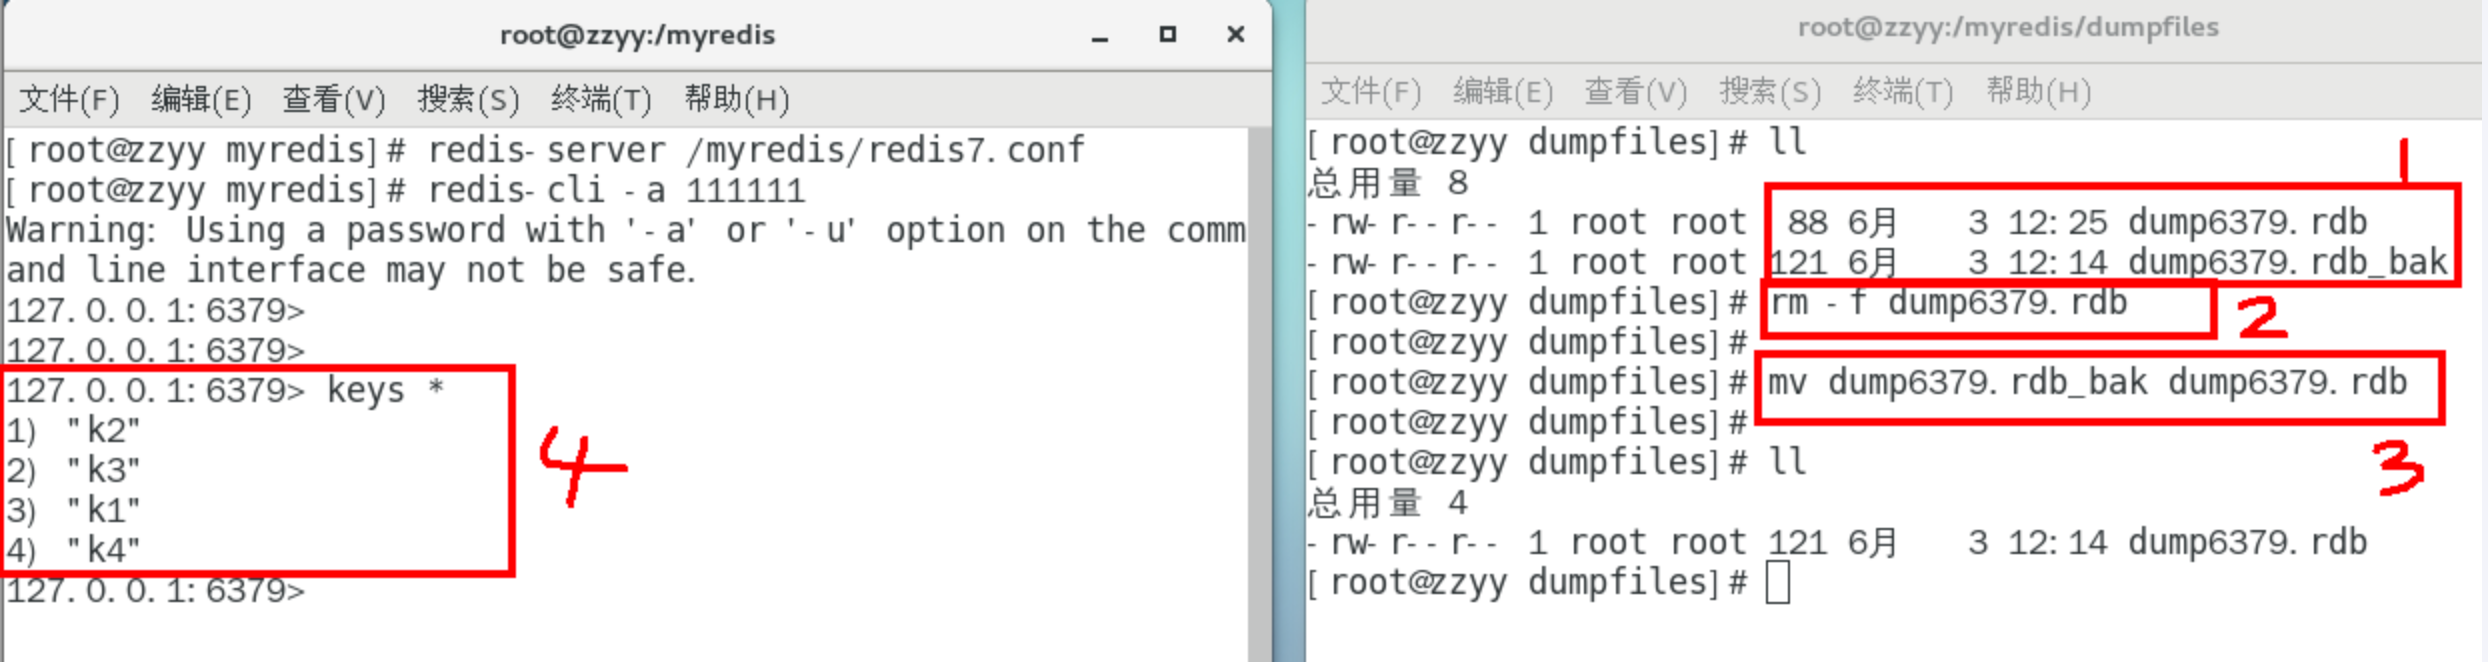 root@zzyy:/myredis
文件(F) 编辑(E) 查看(V) 搜索(S) 终端(T) 帮助(H)
[root@zzyy myredis]# redis-server /myredis/redis7.conf
[root@zzyy myredis]# redis-cli -a 111111
Warning: Using a password with '-a' or '-u' option on the comm
and line interface may not be safe.
127.0.0.1:6379>
127.0.0.1:6379>
127.0.0.1:6379> keys *
1) "k2"
2) "k3"
3) "k1"
4) "k4"
127.0.0.1:6379>
4
root@zzyy:/myredis/dumpfiles
文件(F) 编辑(E) 查看(V) 搜索(S) 终端(T) 帮助(H)
[root@zzyy dumpfiles]# ll
总用量 8
-rw-r--r-- 1 root root  88 6月   3 12:25 dump6379.rdb
-rw-r--r-- 1 root root 121 6月   3 12:14 dump6379.rdb_bak
[root@zzyy dumpfiles]# rm -f dump6379.rdb
[root@zzyy dumpfiles]#
[root@zzyy dumpfiles]# mv dump6379.rdb_bak dump6379.rdb
[root@zzyy dumpfiles]#
[root@zzyy dumpfiles]# ll
总用量 4
-rw-r--r-- 1 root root 121 6月   3 12:14 dump6379.rdb
[root@zzyy dumpfiles]#
1
2
3